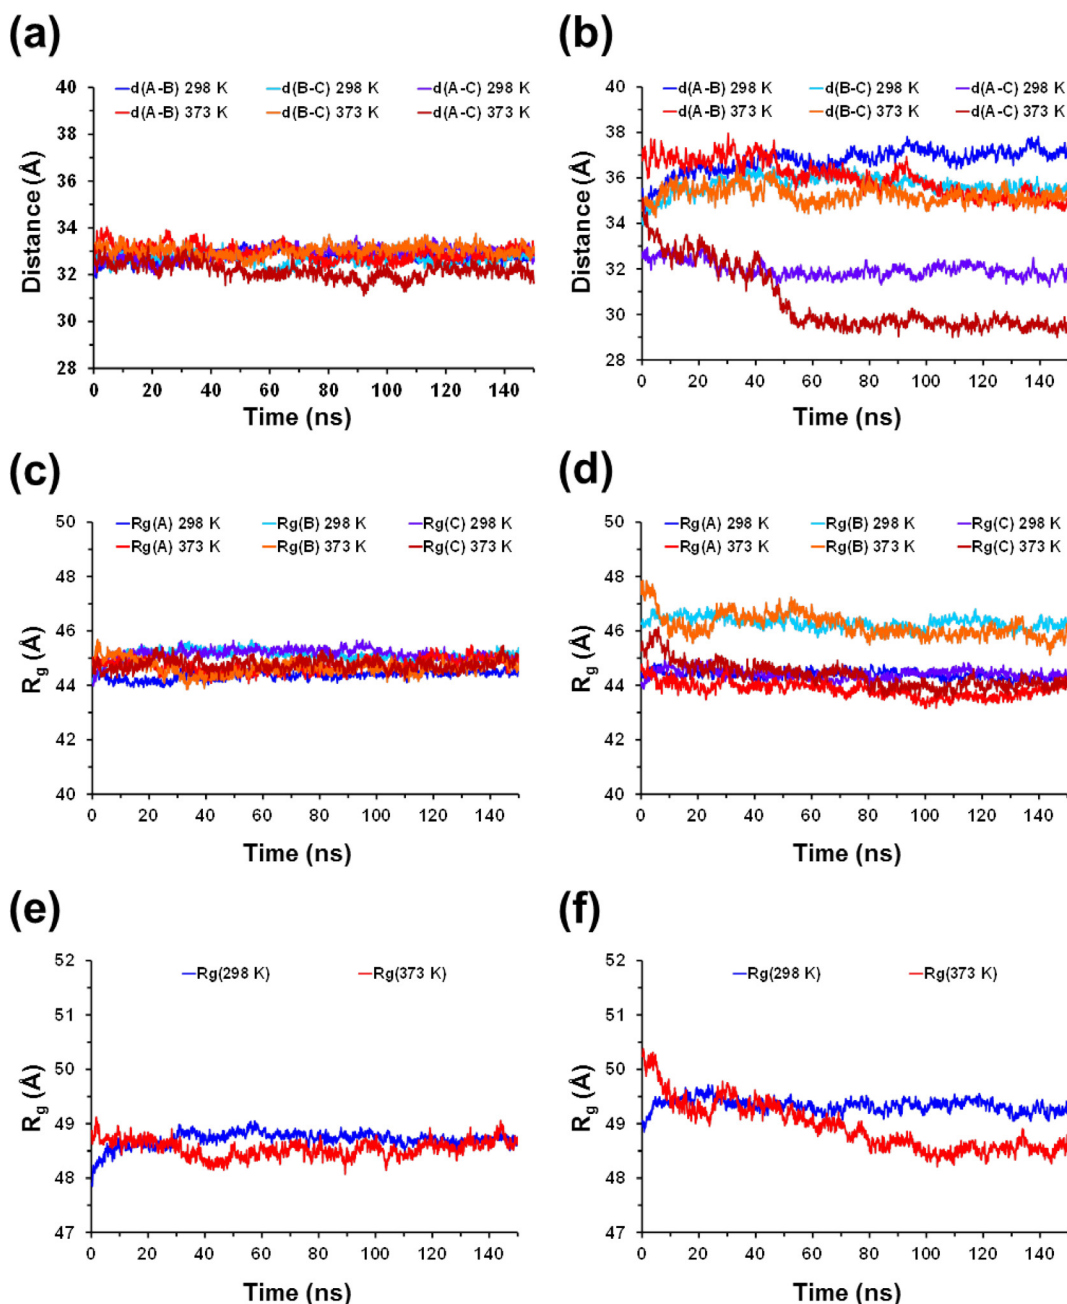 (a)
d(A-B) 298 K d(B-C) 298 K d(A-C) 298 K
d(A-B) 373 K d(B-C) 373 K d(A-C) 373 K
40
38
36
34
32
30
28
Distance (Å)
0 20 40 60 80 100 120 140
Time (ns)
(b)
d(A-B) 298 K d(B-C) 298 K d(A-C) 298 K
d(A-B) 373 K d(B-C) 373 K d(A-C) 373 K
40
38
36
34
32
30
28
Distance (Å)
0 20 40 60 80 100 120 140
Time (ns)
(c)
Rg(A) 298 K Rg(B) 298 K Rg(C) 298 K
Rg(A) 373 K Rg(B) 373 K Rg(C) 373 K
50
48
46
44
42
40
Rg (Å)
0 20 40 60 80 100 120 140
Time (ns)
(d)
Rg(A) 298 K Rg(B) 298 K Rg(C) 298 K
Rg(A) 373 K Rg(B) 373 K Rg(C) 373 K
50
48
46
44
42
40
Rg (Å)
0 20 40 60 80 100 120 140
Time (ns)
(e)
Rg(298 K) Rg(373 K)
52
51
50
49
48
47
Rg (Å)
0 20 40 60 80 100 120 140
Time (ns)
(f)
Rg(298 K) Rg(373 K)
52
51
50
49
48
47
Rg (Å)
0 20 40 60 80 100 120 140
Time (ns)